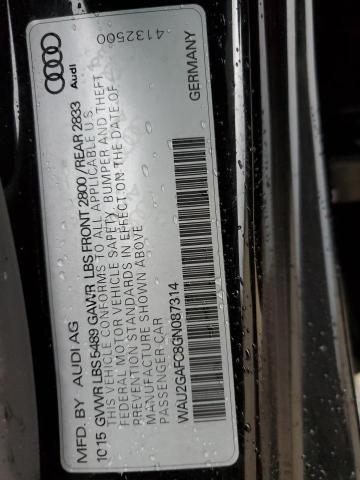 MFD. BY AUDI AG
10 15 GVWR LBS 5489 GAWR LBS FRONT 2800 / REAR 2833
THIS VEHICLE CONFORMS TO ALL APPLICABLE U.S.
FEDERAL MOTOR VEHICLE SAFETY, BUMPER AND THEFT
PREVENTION STANDARDS IN EFFECT ON THE DATE OF
MANUFACTURE SHOWN ABOVE
PASSENGER CAR
WAU2GAFC8GN087314
GERMANY
Audi
4132500